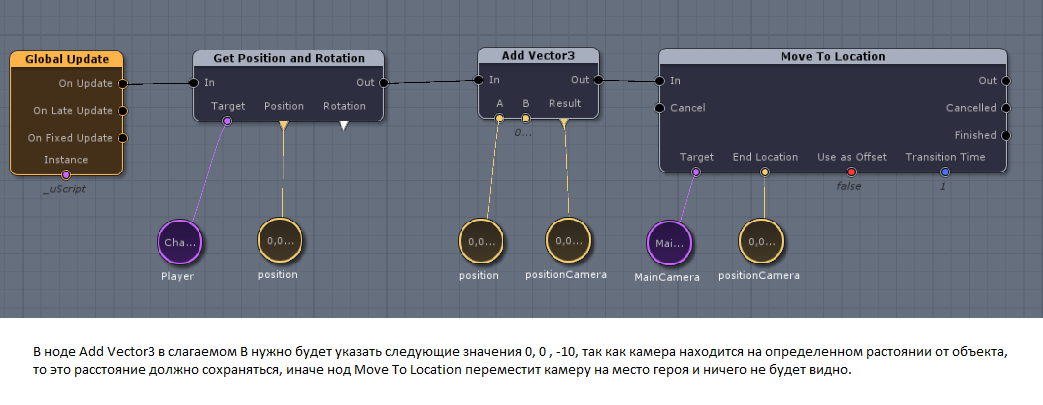 Global Update
On Update
On Late Update
On Fixed Update
Instance
_uScript
Get Position and Rotation
In Out
Target Position Rotation
Cha...
Player
0,0...
position
Add Vector3
In Out
A B Result
0...
0,0...
position
0,0...
positionCamera
Move To Location
In Out
Cancel Cancelled
Finished
Target End Location Use as Offset Transition Time
false 1
Mai...
MainCamera
0,0...
positionCamera
В ноде Add Vector3 в слагаемом B нужно будет указать следующие значения 0, 0 , -10, так как камера находится на определенном растоянии от объекта,
то это расстояние должно сохраняться, иначе нод Move To Location переместит камеру на место героя и ничего не будет видно.